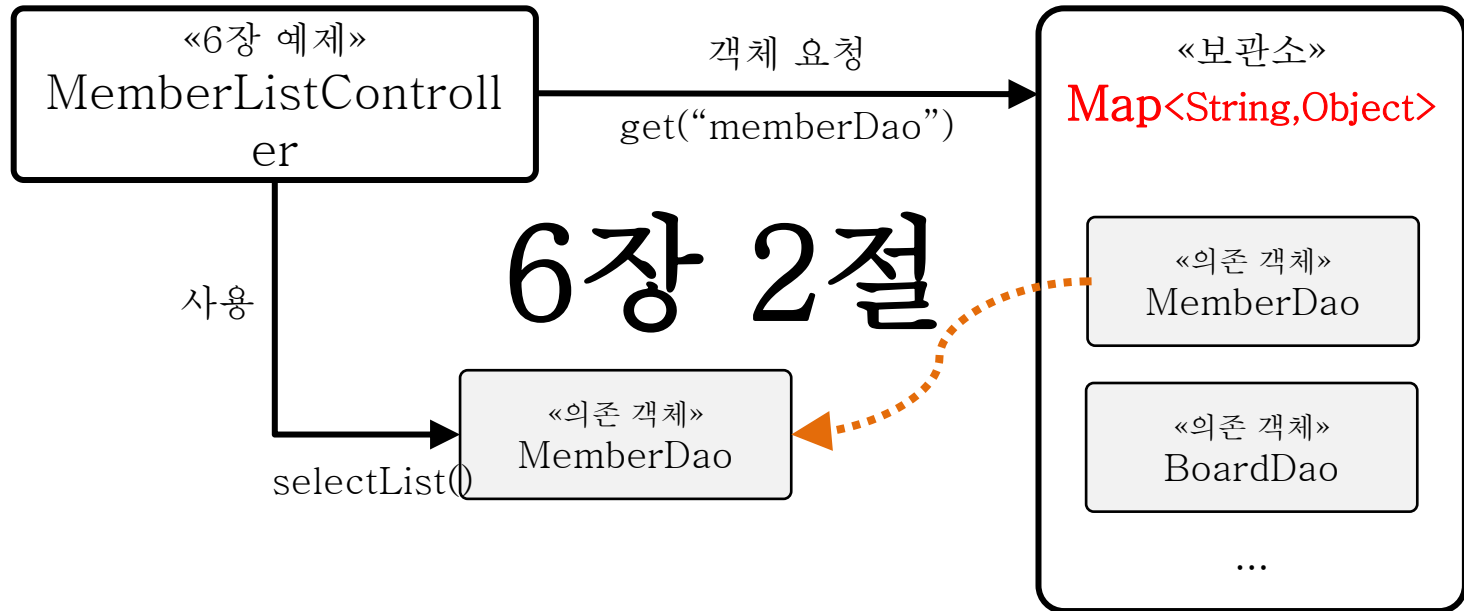 «6장 예제»
MemberListControll
er
객체 요청
get(“memberDao”)
«보관소»
Map<String,Object>
6장 2절
사용
selectList()
«의존 객체»
MemberDao
«의존 객체»
MemberDao
«의존 객체»
BoardDao
...